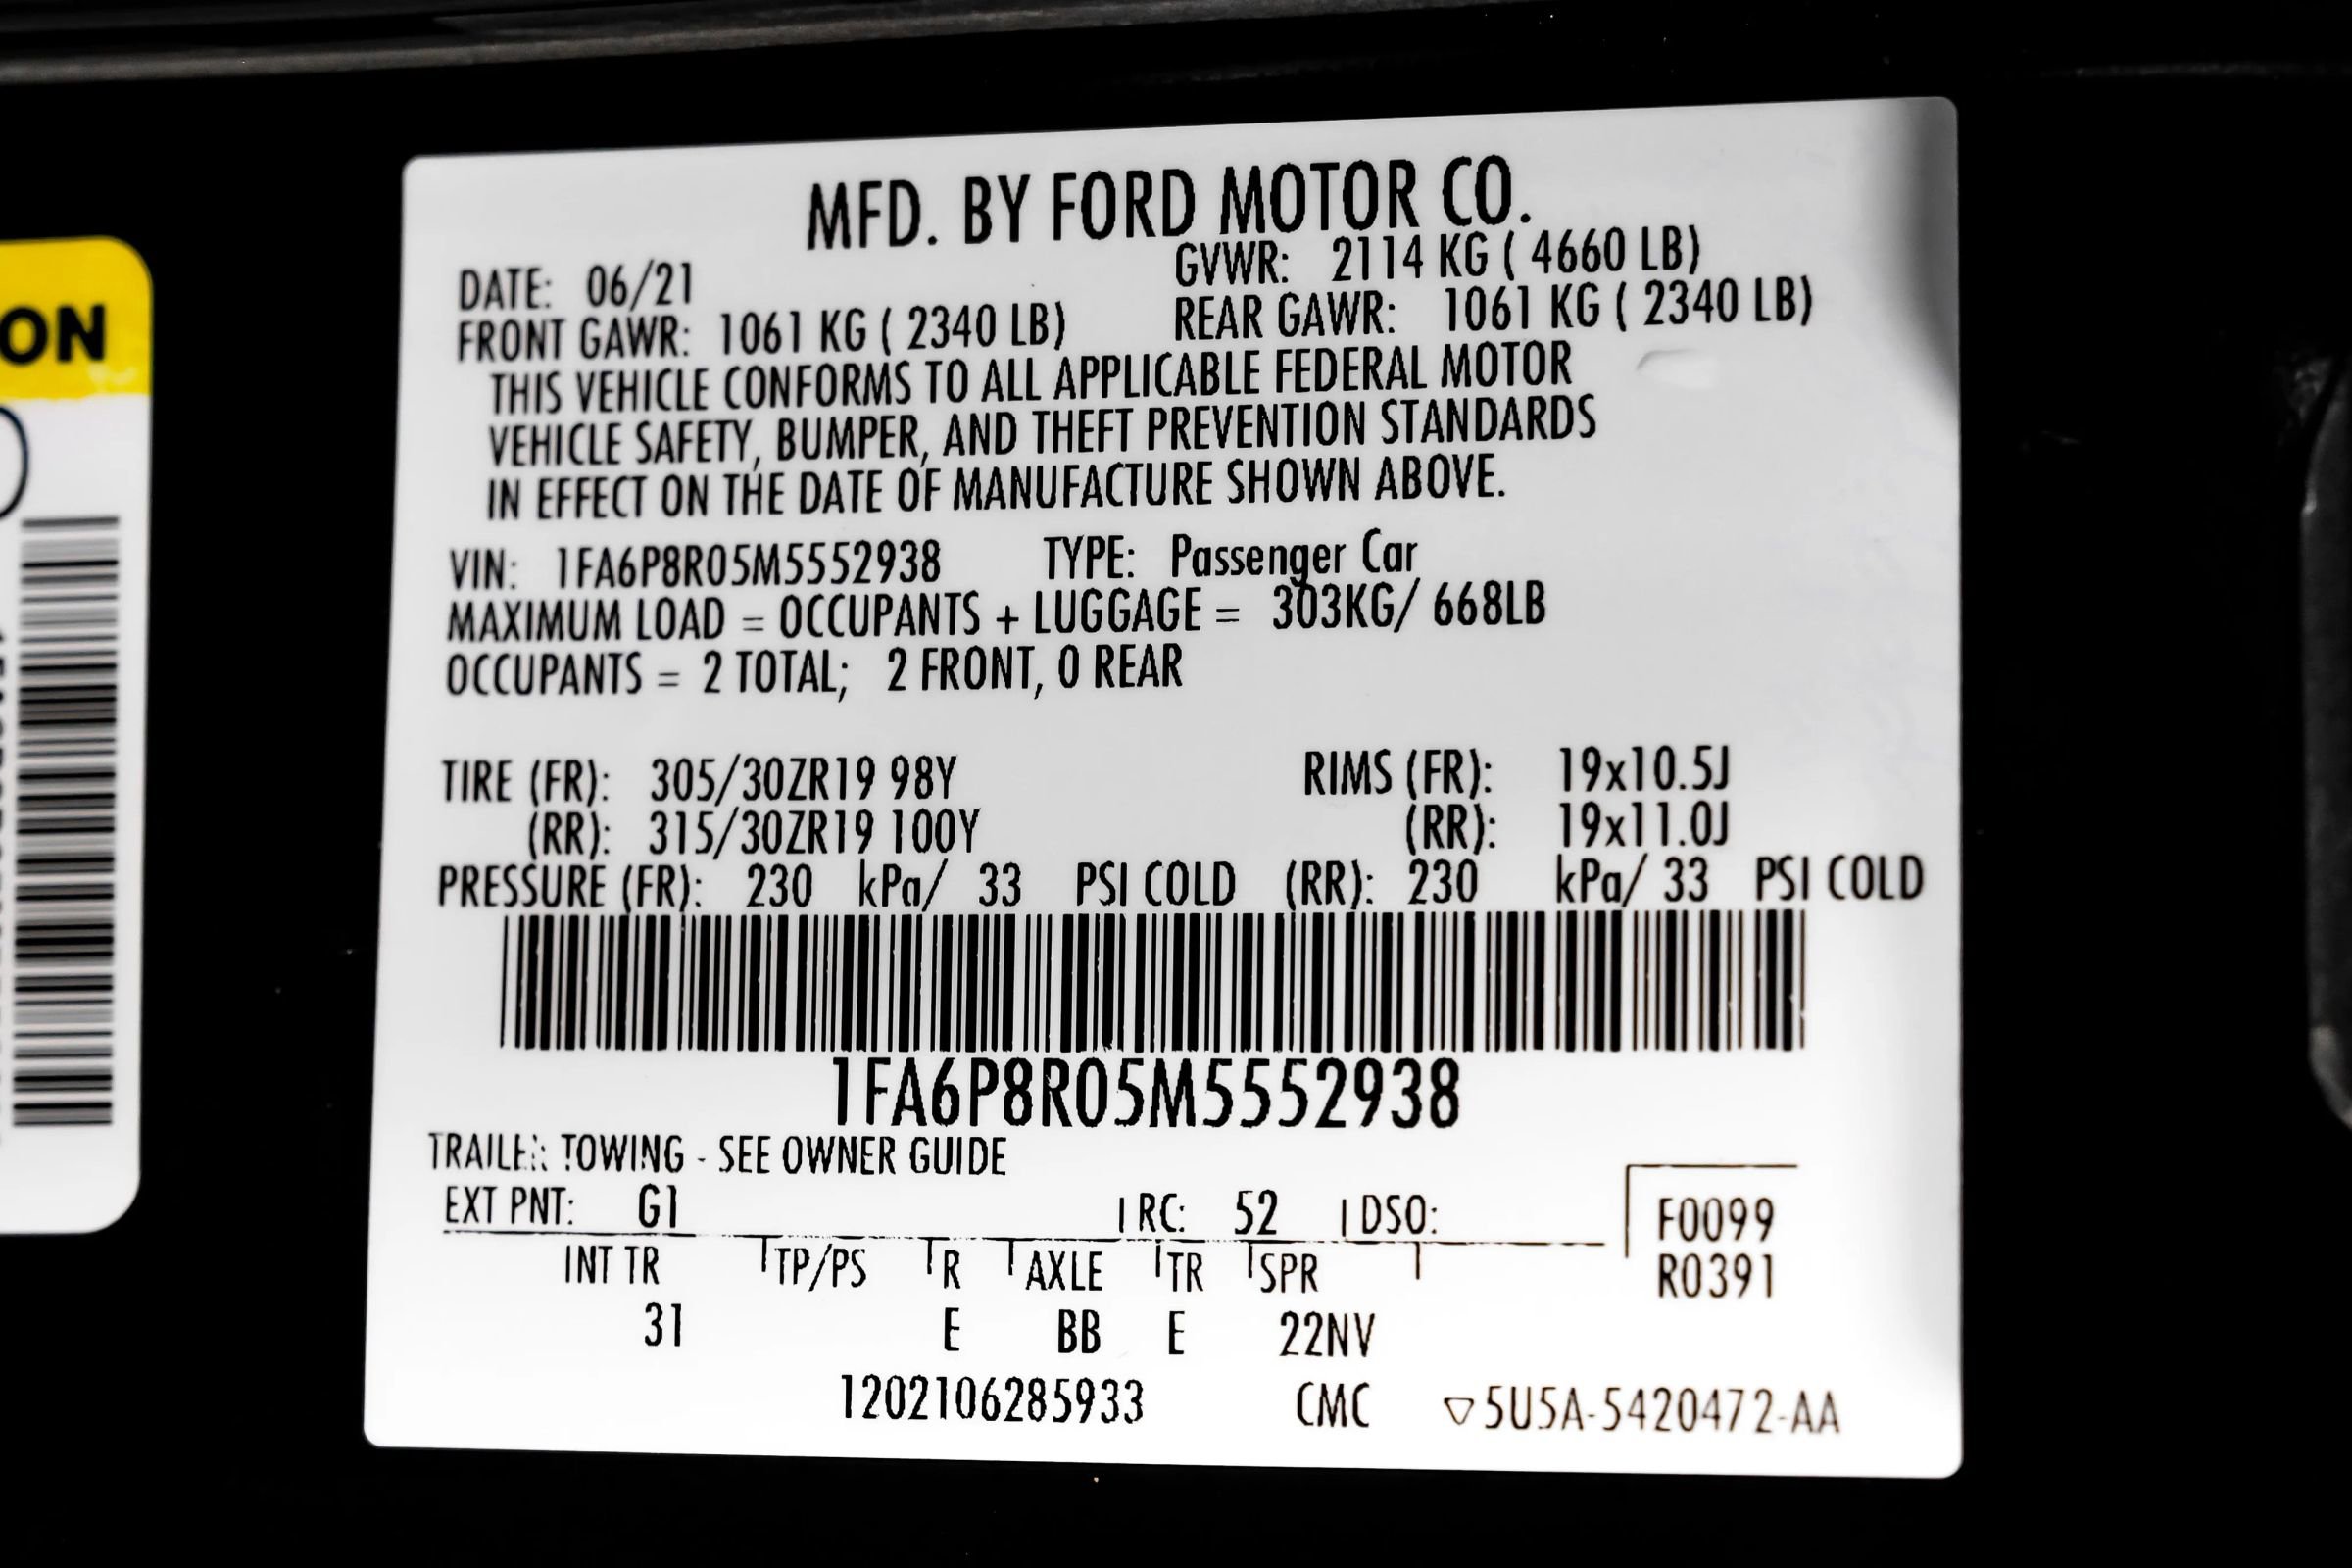 MFD. BY FORD MOTOR CO.
DATE: 06/21 GVWR: 2114 KG ( 4660 LB)
FRONT GAWR: 1061 KG ( 2340 LB) REAR GAWR: 1061 KG ( 2340 LB)
THIS VEHICLE CONFORMS TO ALL APPLICABLE FEDERAL MOTOR
VEHICLE SAFETY, BUMPER, AND THEFT PREVENTION STANDARDS
IN EFFECT ON THE DATE OF MANUFACTURE SHOWN ABOVE.
VIN: 1FA6P8R05M5552938 TYPE: Passenger Car
MAXIMUM LOAD = OCCUPANTS + LUGGAGE = 303KG/ 668LB
OCCUPANTS = 2 TOTAL; 2 FRONT, 0 REAR
TIRE (FR): 305/30ZR19 98Y RIMS (FR): 19x10.5J
(RR): 315/30ZR19 100Y (RR): 19x11.0J
PRESSURE (FR): 230 kPa/ 33 PSI COLD (RR): 230 kPa/ 33 PSI COLD
1FA6P8R05M5552938
TRAILER TOWING - SEE OWNER GUIDE
EXT PNT: G1 RC: 52 DSO:
F0099
R0391
INT TR TP/PS R AXLE TR SPR
31 E BB E 22NV
1202106285933 CMC ▽5U5A-5420472-AA
ON